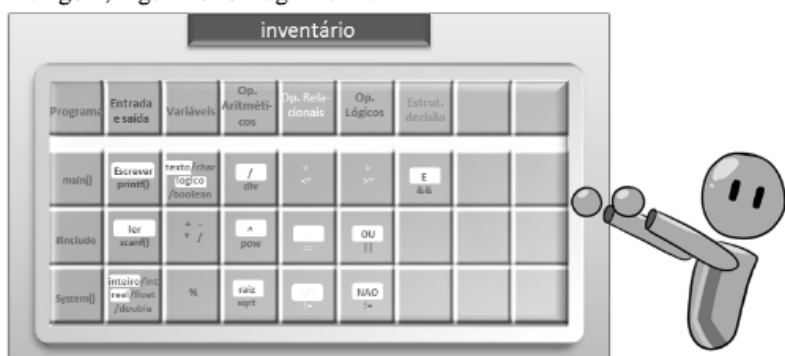 inventário
Programa
Entrada
e saída
Variáveis
Op.
Aritméti-
cos
Op. Rela-
cionais
Op.
Lógicos
Estrut.
decisão
main()
Escrever
printf()
texto/char
logico
/boolean
/
div
<
<=
>
>=
E
&&
#include
ler
scanf()
+ -
* /
^
pow
==
OU
||
System()
inteiro/int
real/float
/double
%
raiz
sqrt
!=
NAO
!=